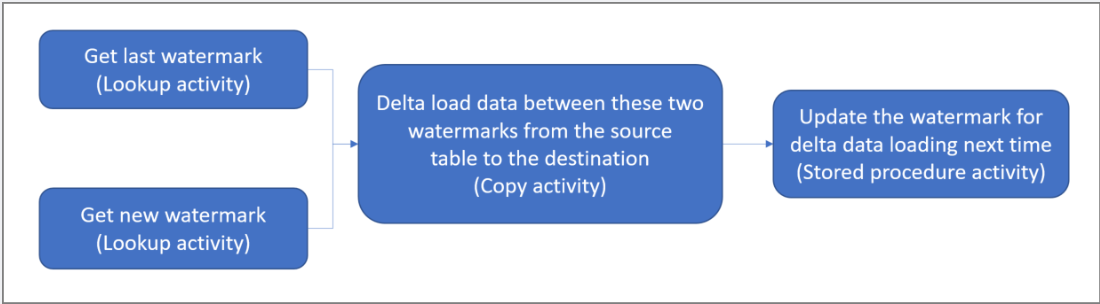 Get last watermark
(Lookup activity)
Get new watermark
(Lookup activity)
Delta load data between these two
watermarks from the source
table to the destination
(Copy activity)
Update the watermark for
delta data loading next time
(Stored procedure activity)